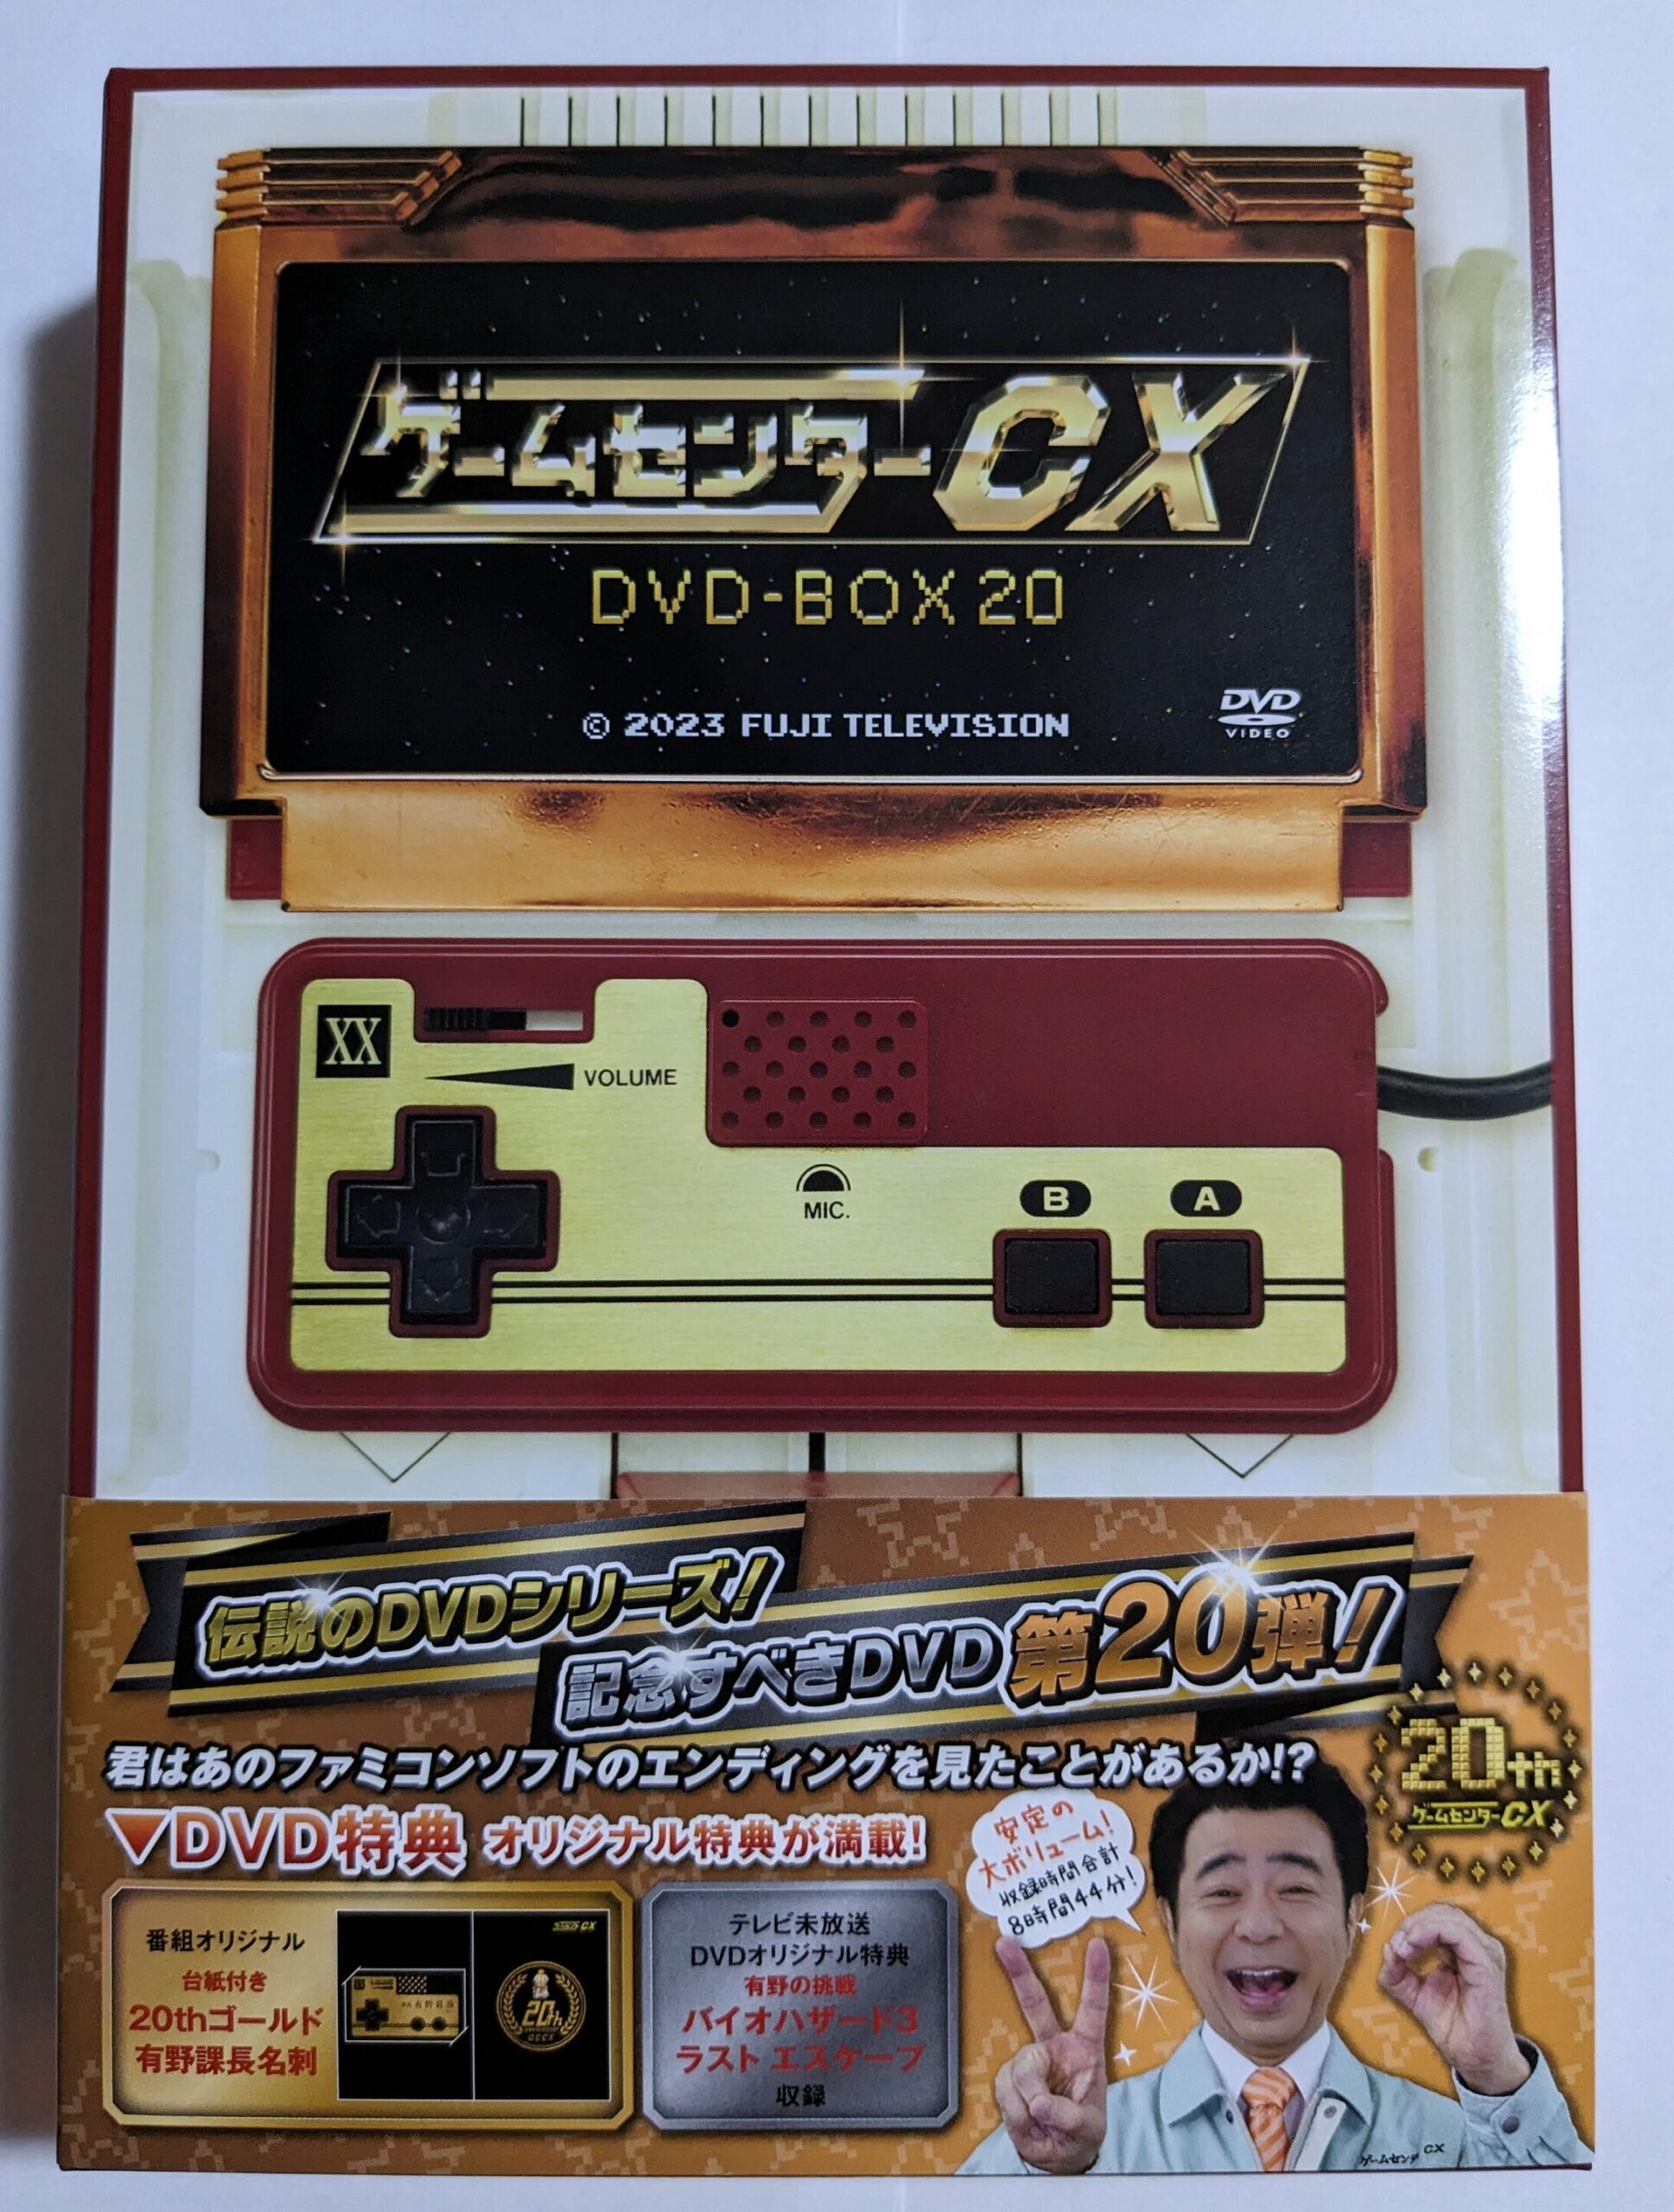 ゲームセンターCX
DVD-BOX 20
© 2023 FUJI TELEVISION
DVD
VIDEO
XX
VOLUME
MIC.
B
A
伝説のDVDシリーズ!
記念すべきDVD第20弾!
君はあのファミコンソフトのエンディングを見たことがあるか!?
20th
ゲームセンターCX
▼DVD特典 オリジナル特典が満載!
安定の
大ボリューム!
収録時間合計
8時間44分!
番組オリジナル
台紙付き
20thゴールド
有野課長名刺
20th
テレビ未放送
DVDオリジナル特典
有野の挑戦
バイオハザード3
ラスト エスケープ
収録
ゲームセンターCX